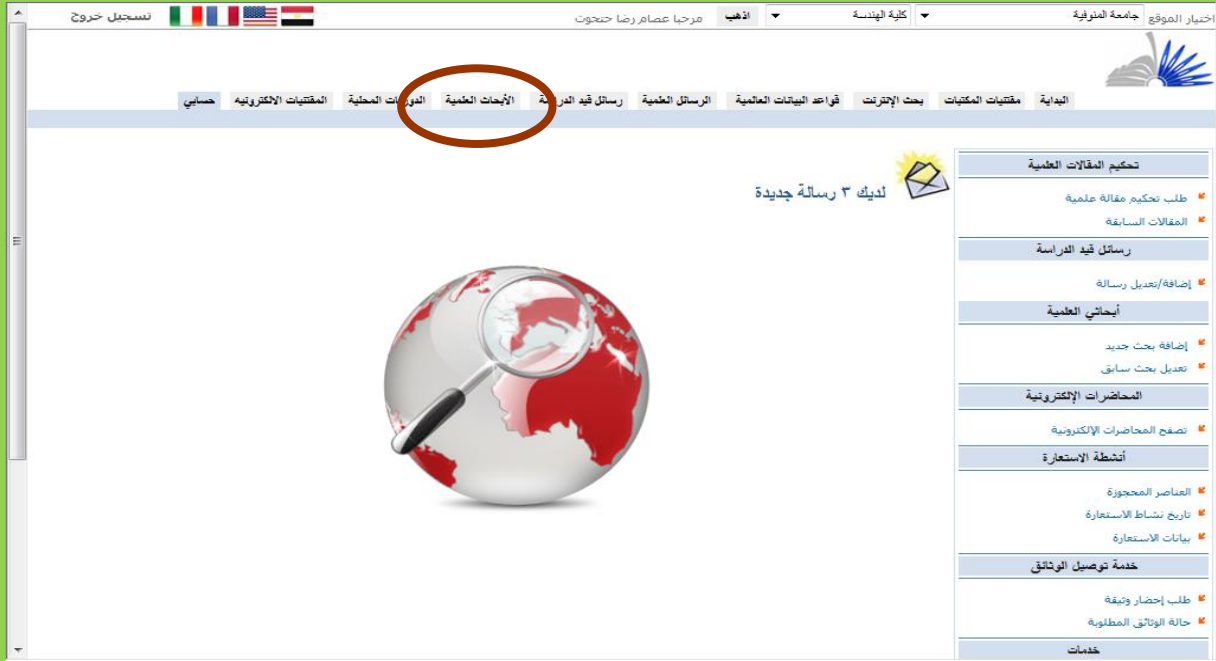 اختيار الموقع جامعة المنوفية كلية الهندسة اذهب مرحبا عصام رضا حتحوت تسجيل خروج
البداية مقتنيات المكتبات بحث الإنترنت قواعد البيانات العالمية الرسائل العلمية رسائل قيد الدراسة الأبحاث العلمية الدوريات المحلية المقتنيات الالكترونيه حسابي
لديك ٣ رسالة جديدة
تحكيم المقالات العلمية
طلب تحكيم مقالة علمية
المقالات السابقة
رسائل قيد الدراسة
إضافة/تعديل رسالة
أبحاثي العلمية
إضافة بحث جديد
تعديل بحث سابق
المحاضرات الإلكترونية
تصفح المحاضرات الإلكترونية
أنشطة الاستعارة
العناصر المحجوزة
تاريخ نشاط الاستعارة
بيانات الاستعارة
خدمة توصيل الوثائق
طلب إحضار وثيقة
حالة الوثائق المطلوبة
خدمات